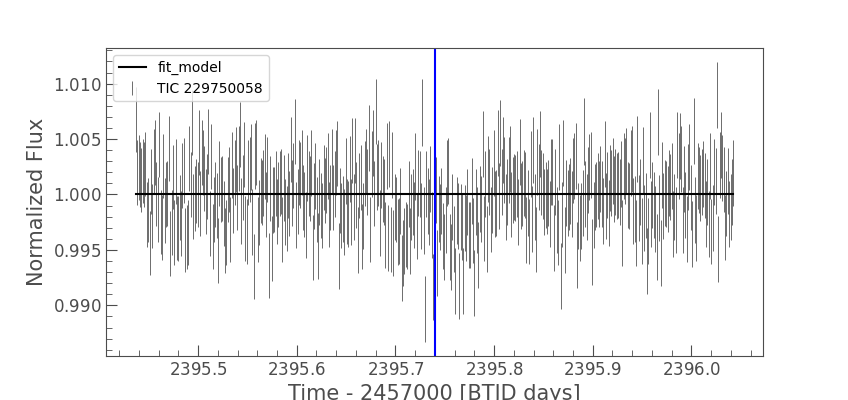 fit_model
TIC 229750058
1.010
1.005
1.000
0.995
0.990
Normalized Flux
2395.5 2395.6 2395.7 2395.8 2395.9 2396.0
Time - 2457000 [BTJD days]